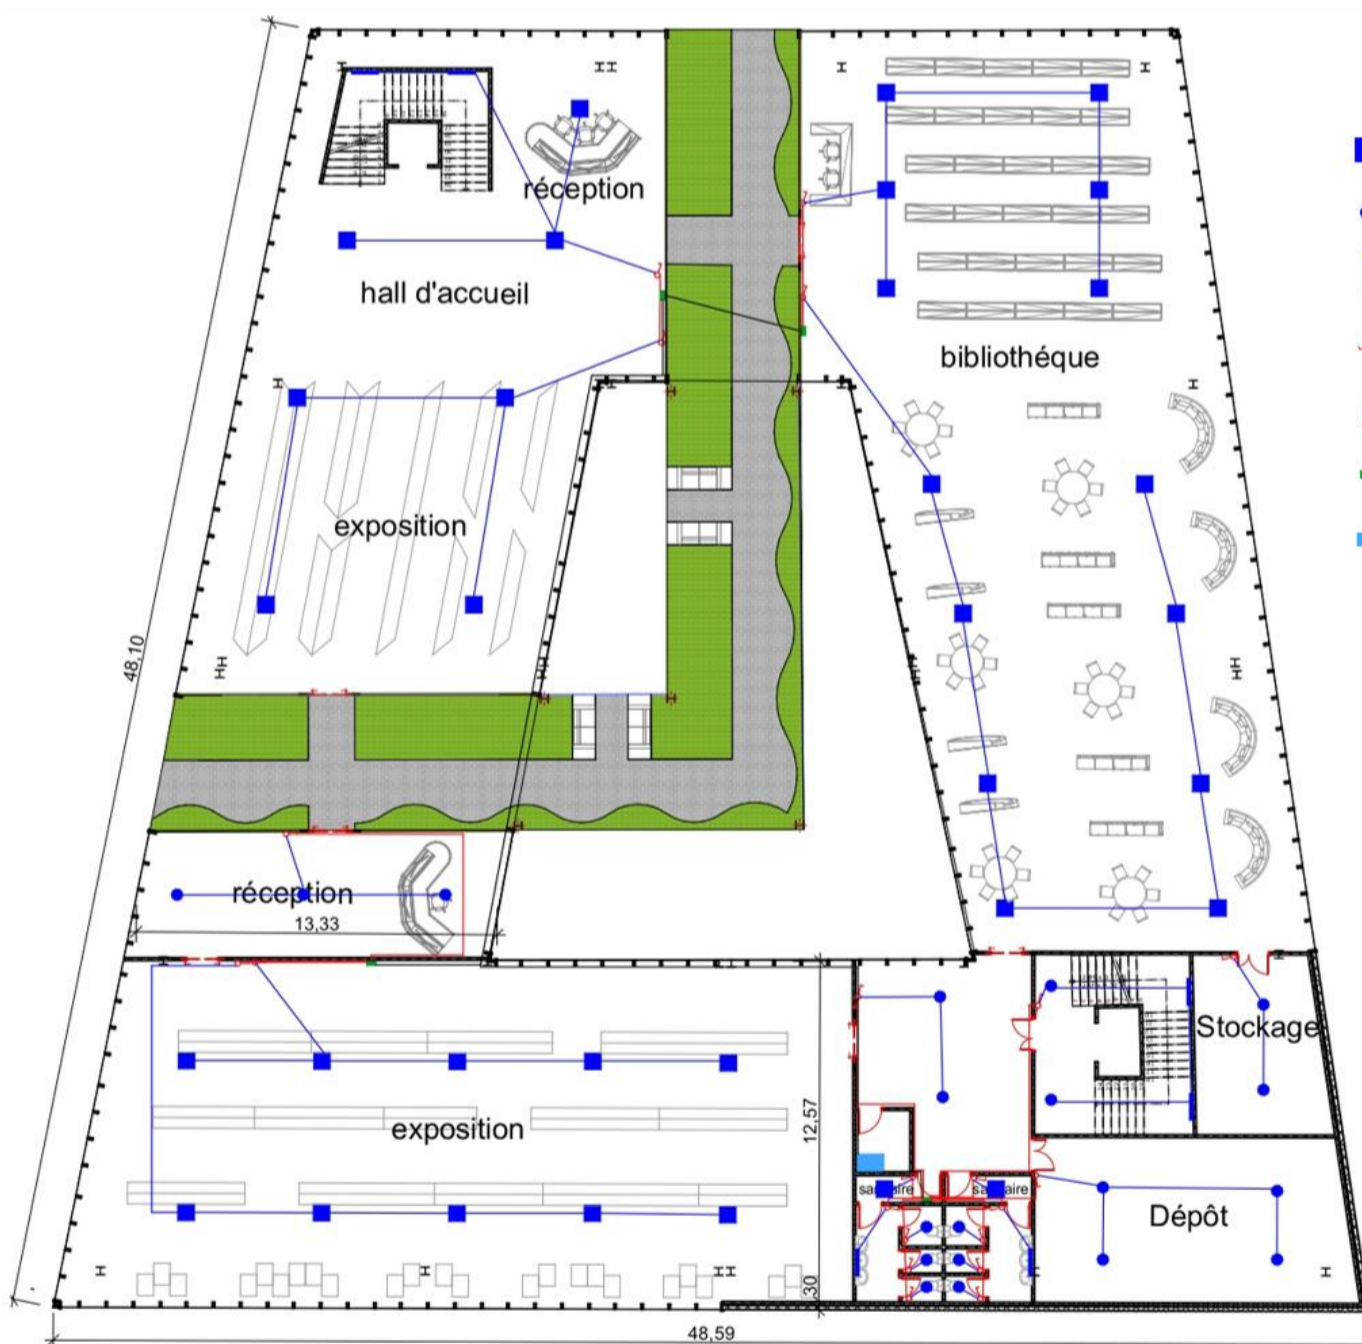 réception
hall d'accueil
bibliothéque
exposition
48,10
réception
13,33
Stockage
12,57
exposition
Dépôt
,30
48,59